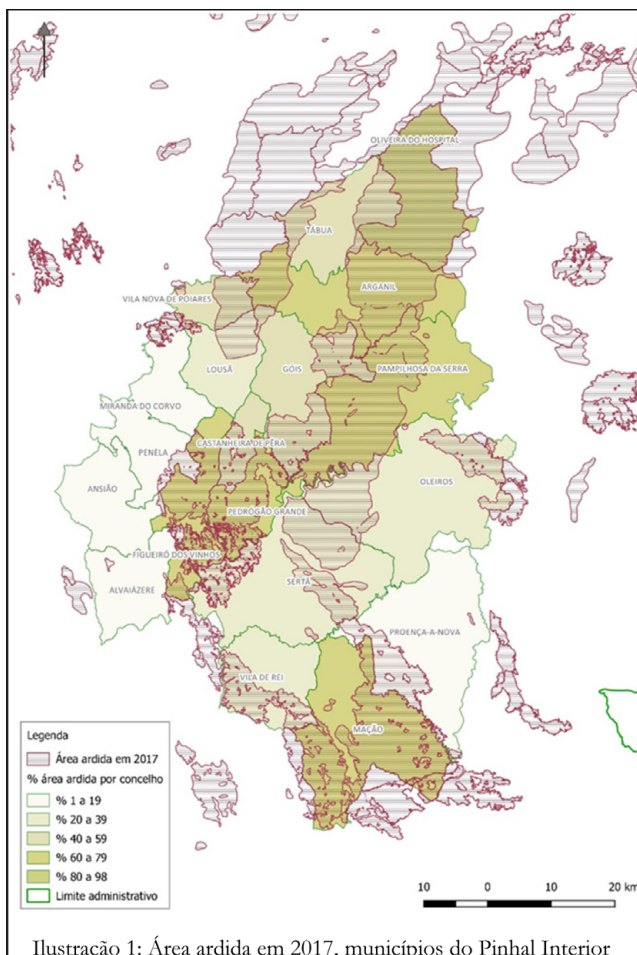 OLIVEIRA DO HOSPITAL
TÁBUA
ARGANIL
VILA NOVA DE POIARES
LOUSÃ
GÓIS
PAMPILHOSA DA SERRA
MIRANDA DO CORVO
CASTANHEIRA DE PÊRA
PENELA
ANSIÃO
OLEIROS
PEDROGÃO GRANDE
FIGUEIRÓ DOS VINHOS
SERTÃ
ALVAIÁZERE
PROENÇA-A-NOVA
VILA DE REI
MAÇÃO
Legenda
Área ardida em 2017
% área ardida por concelho
% 1 a 19
% 20 a 39
% 40 a 59
% 60 a 79
% 80 a 98
Limite administrativo
10 0 10 20 km
Ilustração 1: Área ardida em 2017, municípios do Pinhal Interior